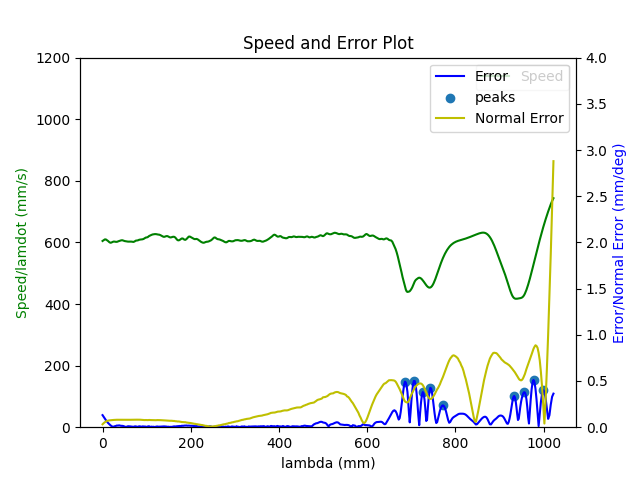 Speed and Error Plot
1200
1000
800
600
400
200
0
Speed/lamdot (mm/s)
4.0
3.5
3.0
2.5
2.0
1.5
1.0
0.5
0.0
Error/Normal Error (mm/deg)
Error
Speed
peaks
Normal Error
0 200 400 600 800 1000
lambda (mm)